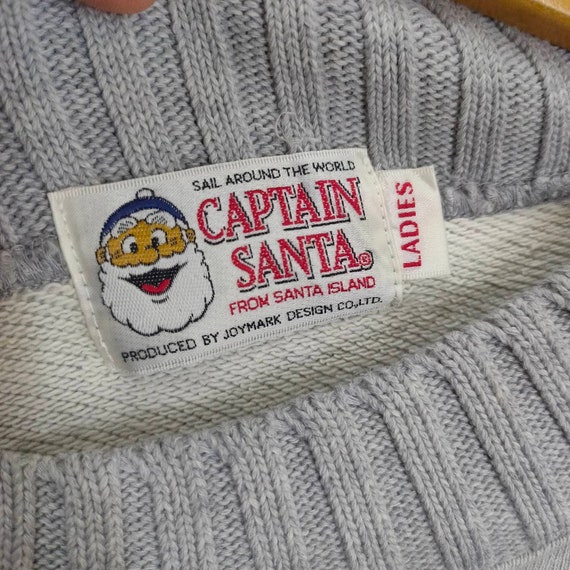 SAIL AROUND THE WORLD
CAPTAIN
SANTA®
FROM SANTA ISLAND
PRODUCED BY JOYMARK DESIGN CO.,LTD.
LADIES